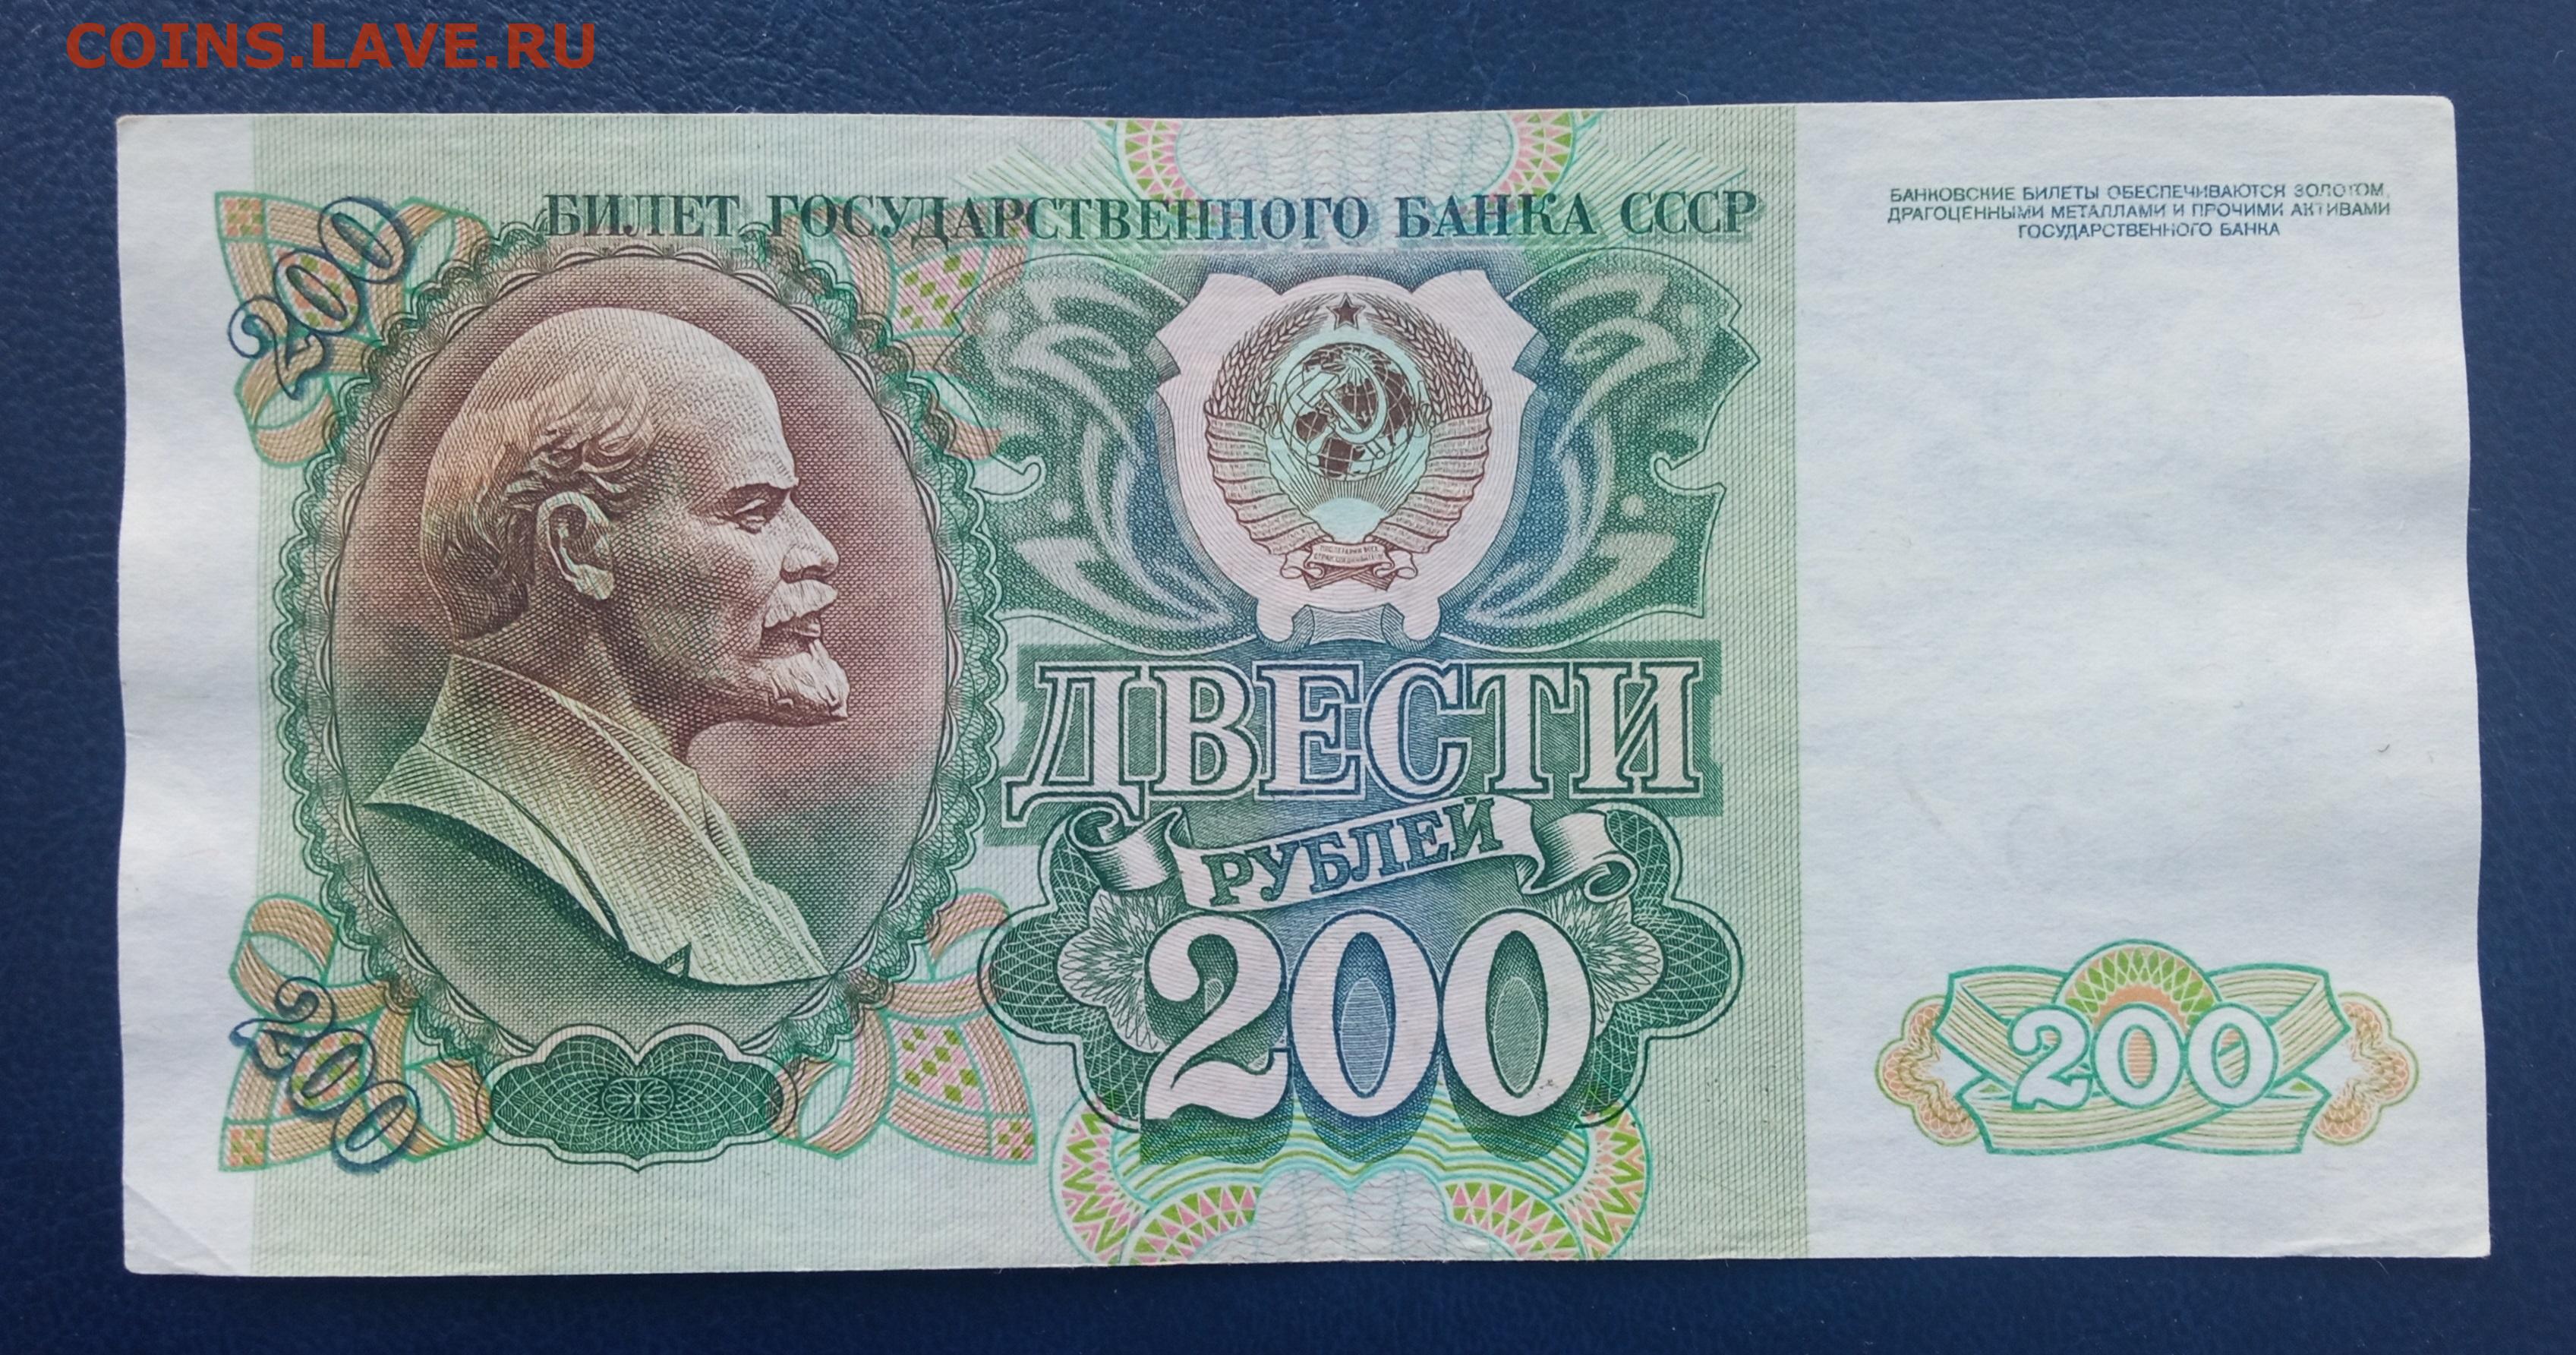 COINS.LAVE.RU
БИЛЕТ ГОСУДАРСТВЕННОГО БАНКА СССР
БАНКОВСКИЕ БИЛЕТЫ ОБЕСПЕЧИВАЮТСЯ ЗОЛОТОМ,
ДРАГОЦЕННЫМИ МЕТАЛЛАМИ И ПРОЧИМИ АКТИВАМИ
ГОСУДАРСТВЕННОГО БАНКА
200
ДВЕСТИ
РУБЛЕЙ
200
200
200